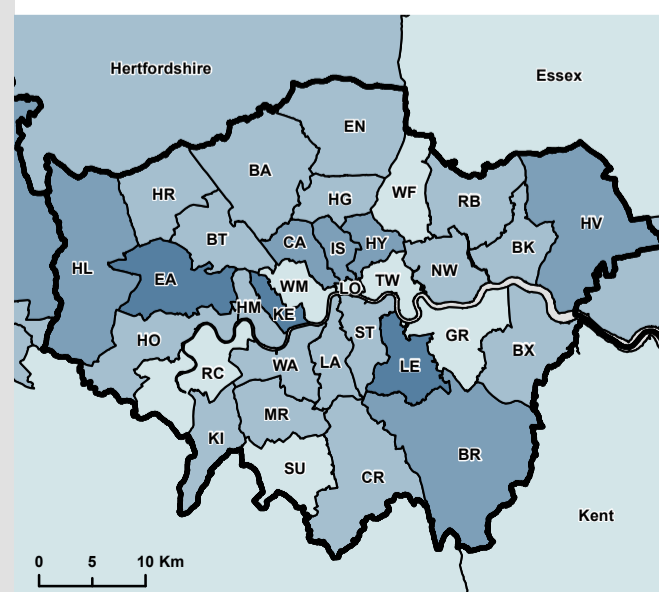 Hertfordshire
Essex
EN
BA
HR
HG
WF
RB
HV
BT
CA
IS
HY
BK
HL
EA
WM
LO
TW
NW
HM
KE
HO
ST
GR
RC
WA
LA
LE
BX
MR
KI
SU
CR
BR
Kent
0 5 10 Km